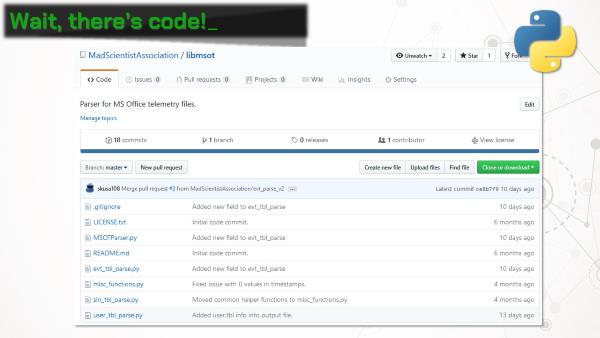 Wait, there's code!_
MadScientistAssociation / libmsot
Unwatch 2 Star 1
Code Issues 0 Pull requests 0 Projects 0 Wiki Insights Settings
Parser for MS Office telemetry files. Edit
Manage topics
18 commits 1 branch 0 releases 1 contributor View license
Branch: master New pull request Create new file Upload files Find file Clone or download
skusa108 Merge pull request #2 from MadScientistAssociation/evt_parse_v2 ... Latest commit ce8b7f9 10 days ago
.gitignore Added new field to evt_tbl_parse 10 days ago
LICENSE.txt Initial code commit. 6 months ago
MSOTParser.py Added new field to evt_tbl_parse 10 days ago
README.md Initial code commit. 6 months ago
evt_tbl_parse.py Added new field to evt_tbl_parse 10 days ago
misc_functions.py Fixed issue with 0 values in timestamps. 4 months ago
sln_tbl_parse.py Moved common helper functions to misc_functions.py 4 months ago
user_tbl_parse.py Added user.tbl info into output file. 13 days ago